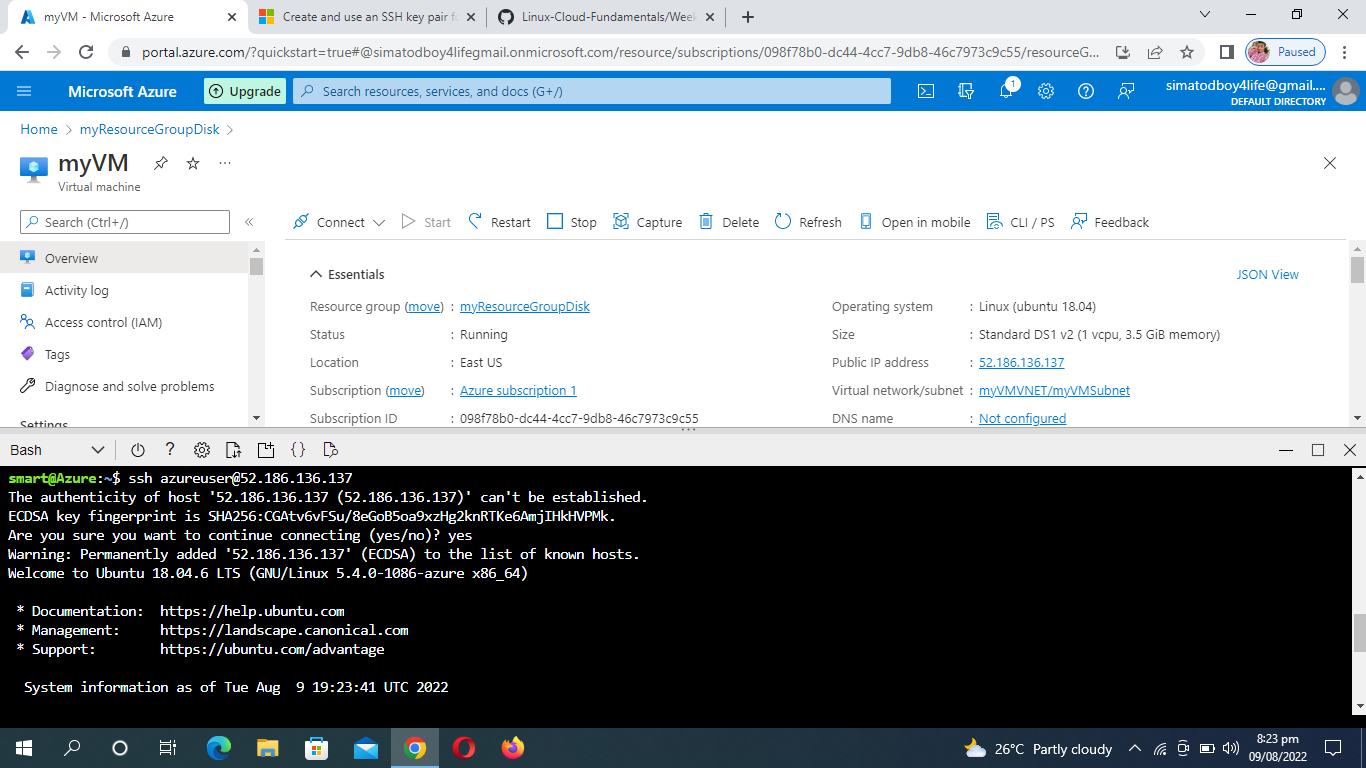 myVM - Microsoft Azure
Create and use an SSH key pair fo
Linux-Cloud-Fundamentals/Week
portal.azure.com/?quickstart=true#@simatodboy4lifegmail.onmicrosoft.com/resource/subscriptions/098f78b0-dc44-4cc7-9db8-46c7973c9c55/resourceG...
Paused
Microsoft Azure
Upgrade
Search resources, services, and docs (G+/)
1
simatodboy4life@gmail....
DEFAULT DIRECTORY
Home > myResourceGroupDisk >
myVM
Virtual machine
Search (Ctrl+/)
Connect
Start
Restart
Stop
Capture
Delete
Refresh
Open in mobile
CLI / PS
Feedback
Overview
Activity log
Access control (IAM)
Tags
Diagnose and solve problems
Settings
Essentials
JSON View
Resource group (move) : myResourceGroupDisk
Status : Running
Location : East US
Subscription (move) : Azure subscription 1
Subscription ID : 098f78b0-dc44-4cc7-9db8-46c7973c9c55
Operating system : Linux (ubuntu 18.04)
Size : Standard DS1 v2 (1 vcpu, 3.5 GiB memory)
Public IP address : 52.186.136.137
Virtual network/subnet : myVMVNET/myVMSubnet
DNS name : Not configured
Bash
smart@Azure:~$ ssh azureuser@52.186.136.137
The authenticity of host '52.186.136.137 (52.186.136.137)' can't be established.
ECDSA key fingerprint is SHA256:CGAtv6vFSu/8eGoB5oa9xzHg2knRTKe6AmjIHkHVPMk.
Are you sure you want to continue connecting (yes/no)? yes
Warning: Permanently added '52.186.136.137' (ECDSA) to the list of known hosts.
Welcome to Ubuntu 18.04.6 LTS (GNU/Linux 5.4.0-1086-azure x86_64)
* Documentation: https://help.ubuntu.com
* Management: https://landscape.canonical.com
* Support: https://ubuntu.com/advantage
System information as of Tue Aug 9 19:23:41 UTC 2022
26°C Partly cloudy
8:23 pm
09/08/2022